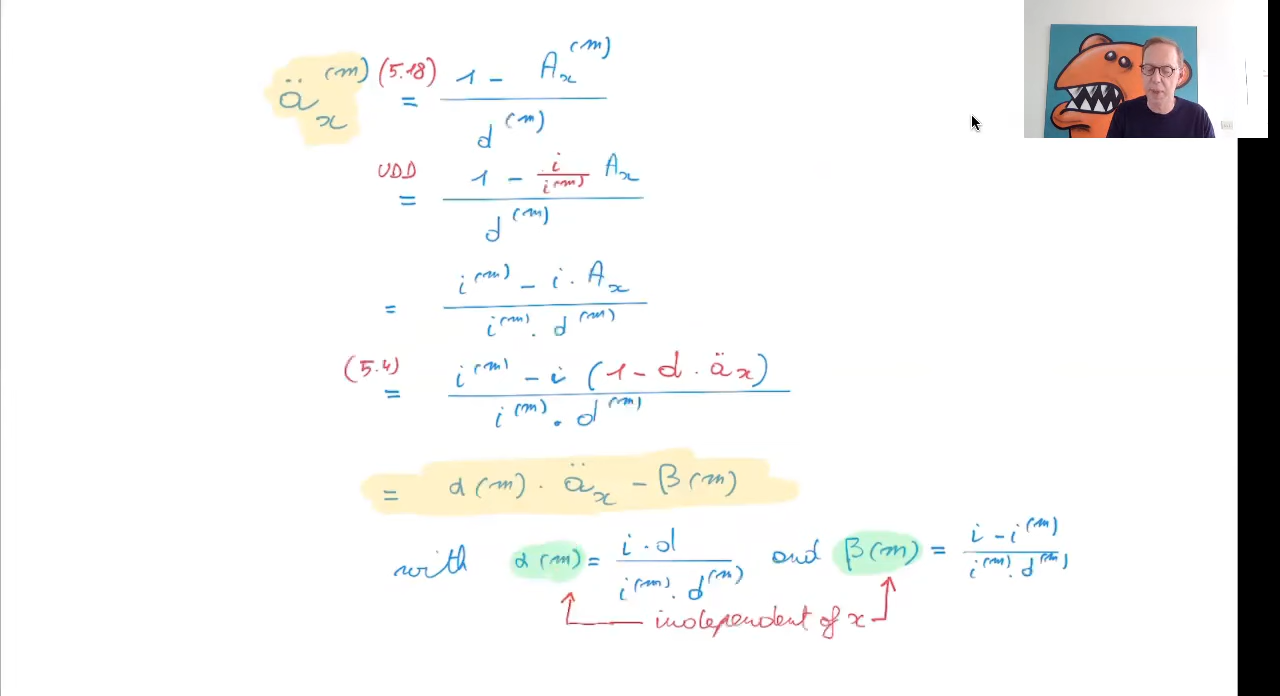 ä_x^(m) (5.18) = (1 - A_x^(m)) / d^(m)
UDD = (1 - i/i^(m) A_x) / d^(m)
= (i^(m) - i · A_x) / (i^(m) · d^(m))
(5.4) = (i^(m) - i (1 - d · ä_x)) / (i^(m) · d^(m))
= α(m) · ä_x - β(m)
with α(m) = (i · d) / (i^(m) · d^(m)) and β(m) = (i - i^(m)) / (i^(m) · d^(m))
independent of x